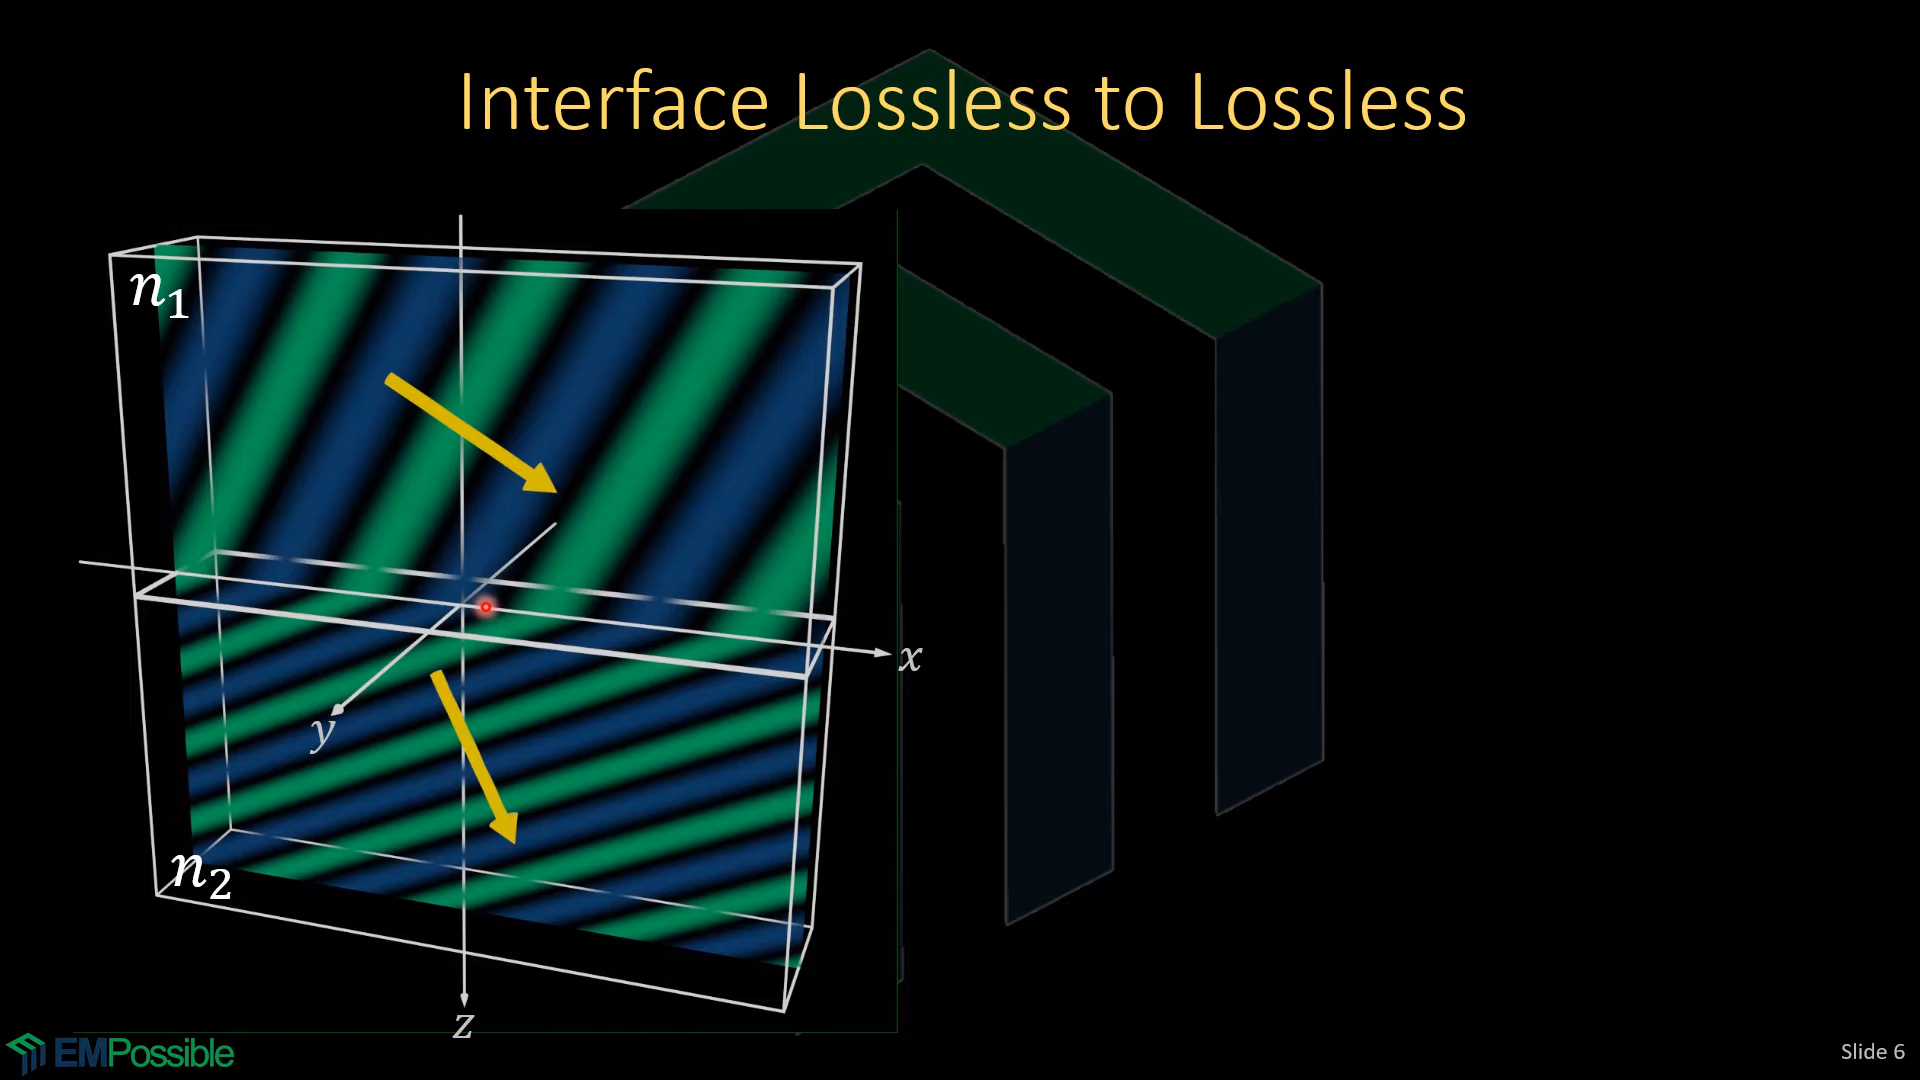 Interface Lossless to Lossless
n₁
x
y
n₂
z
EMPossible
Slide 6